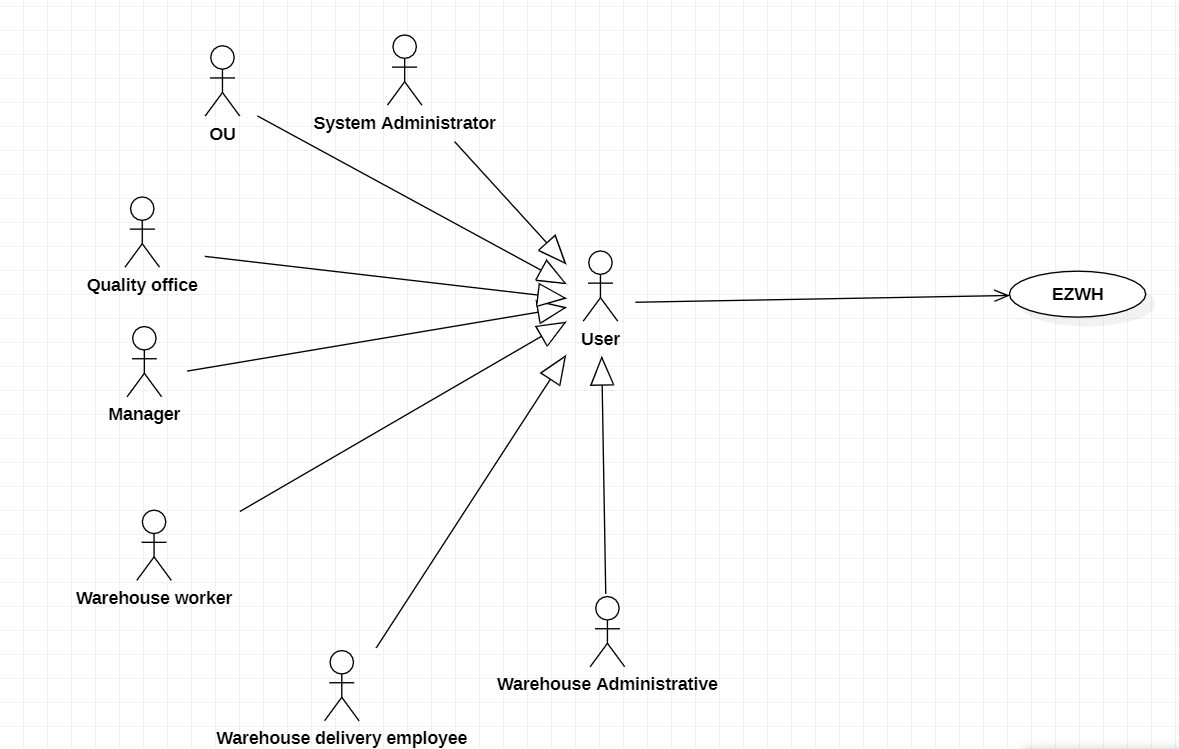 OU
System Administrator
Quality office
EZWH
User
Manager
Warehouse worker
Warehouse Administrative
Warehouse delivery employee